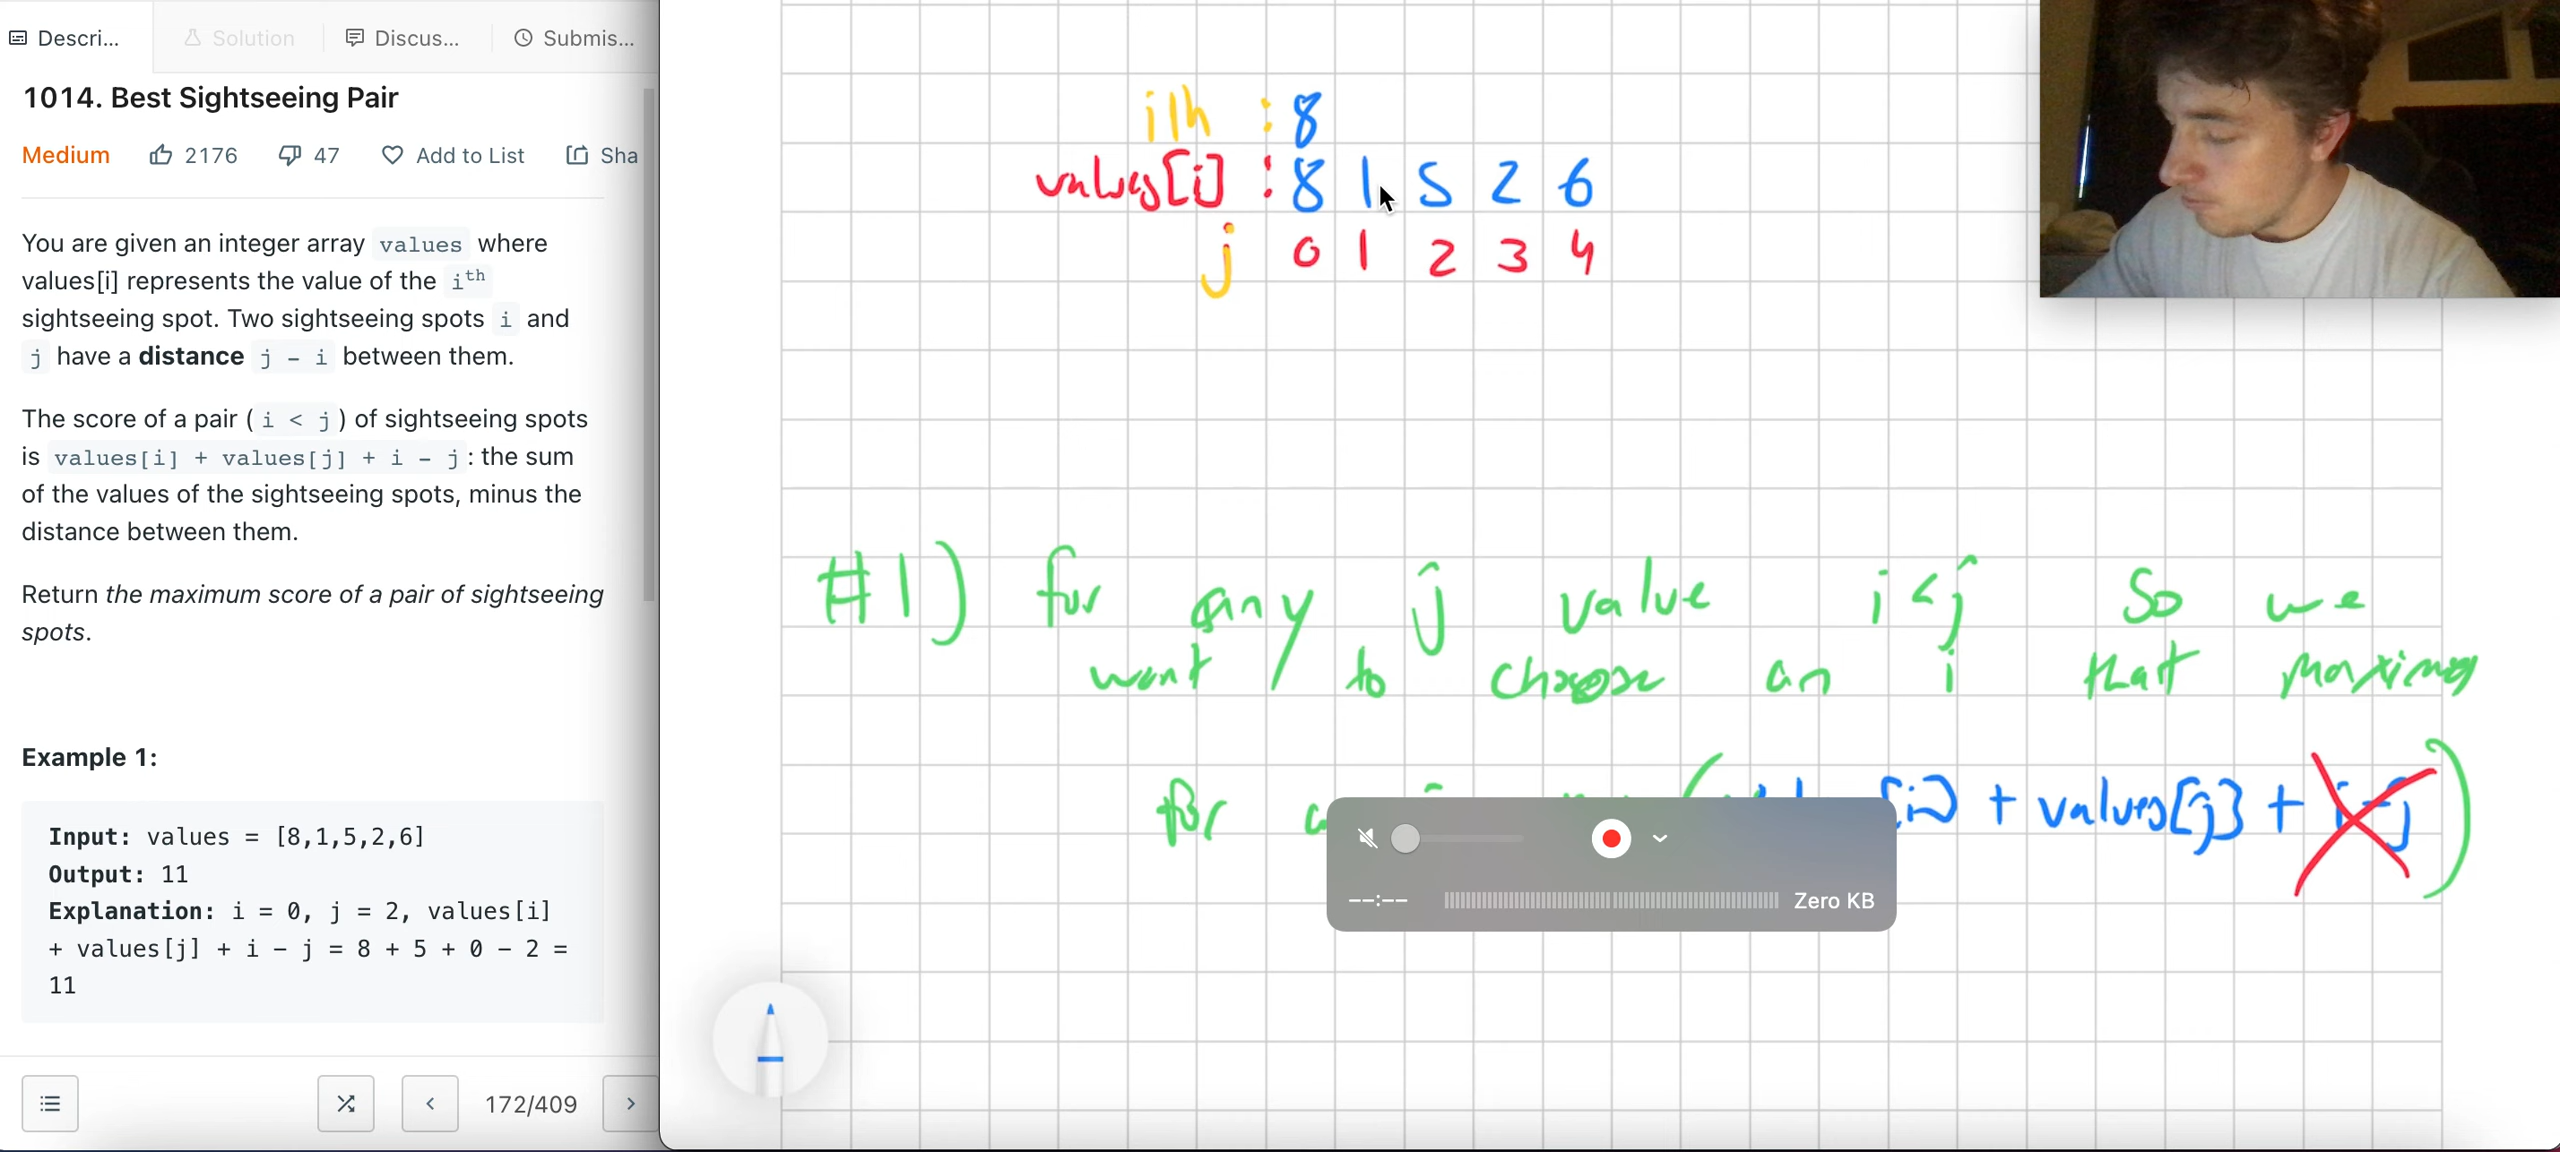 Descri...
Solution
Discus...
Submis...
1014. Best Sightseeing Pair
Medium 2176 47 Add to List Sha
You are given an integer array values where
values[i] represents the value of the ith
sightseeing spot. Two sightseeing spots i and
j have a distance j - i between them.
The score of a pair (i < j) of sightseeing spots
is values[i] + values[j] + i - j: the sum
of the values of the sightseeing spots, minus the
distance between them.
Return the maximum score of a pair of sightseeing
spots.
Example 1:
Input: values = [8,1,5,2,6]
Output: 11
Explanation: i = 0, j = 2, values[i]
+ values[j] + i - j = 8 + 5 + 0 - 2 =
11
172/409
: 8
values[i] : 8 1 5 2 6
j 0 1 2 3 4
#1) for any j value i<j so we
want to choose an i that
for [i] + values[j] + i-j)
--:-- Zero KB